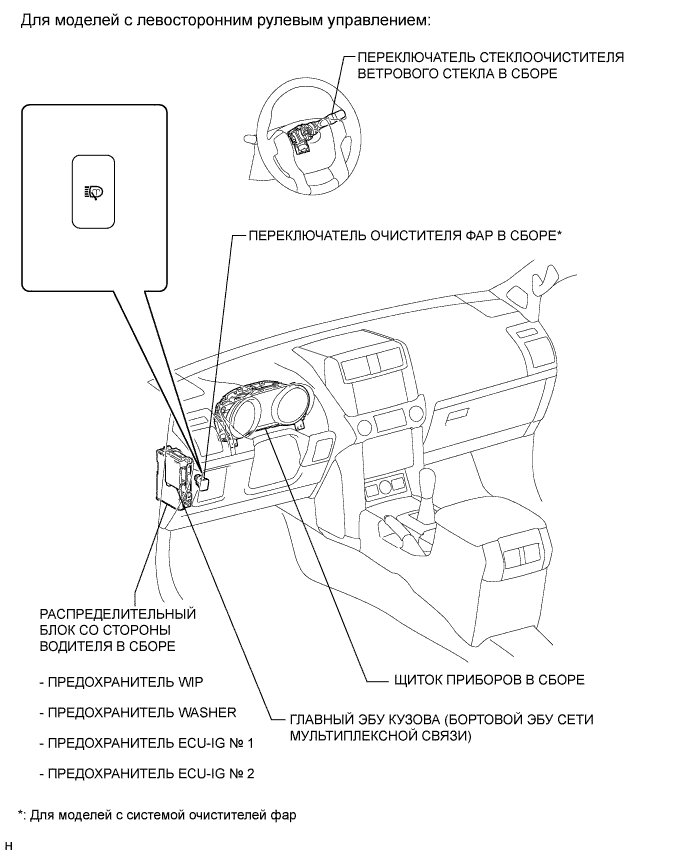 Для моделей с левосторонним рулевым управлением:
ПЕРЕКЛЮЧАТЕЛЬ СТЕКЛООЧИСТИТЕЛЯ
ВЕТРОВОГО СТЕКЛА В СБОРЕ
ПЕРЕКЛЮЧАТЕЛЬ ОЧИСТИТЕЛЯ ФАР В СБОРЕ*
РАСПРЕДЕЛИТЕЛЬНЫЙ
БЛОК СО СТОРОНЫ
ВОДИТЕЛЯ В СБОРЕ
- ПРЕДОХРАНИТЕЛЬ WIP
- ПРЕДОХРАНИТЕЛЬ WASHER
- ПРЕДОХРАНИТЕЛЬ ECU-IG № 1
- ПРЕДОХРАНИТЕЛЬ ECU-IG № 2
ЩИТОК ПРИБОРОВ В СБОРЕ
ГЛАВНЫЙ ЭБУ КУЗОВА (БОРТОВОЙ ЭБУ СЕТИ
МУЛЬТИПЛЕКСНОЙ СВЯЗИ)
*: Для моделей с системой очистителей фар
H